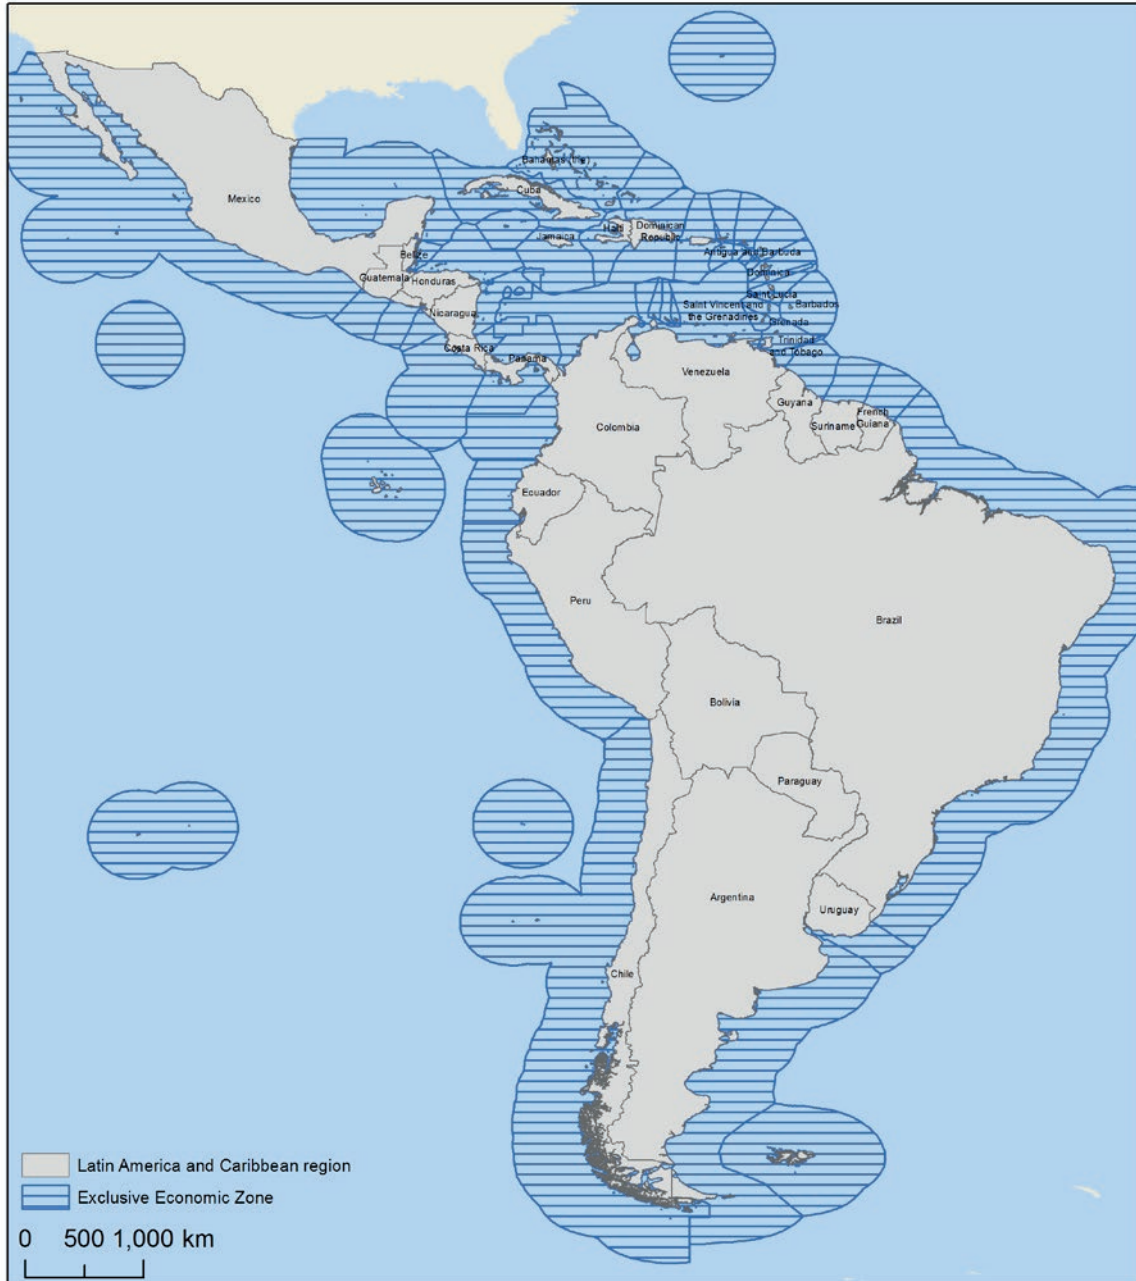 Mexico
Bahamas (the)
Cuba
Haiti
Dominican
Republic
Jamaica
Antigua and Barbuda
Belize
Dominica
Guatemala
Honduras
Saint Lucia
Saint Vincent and
the Grenadines
Barbados
Nicaragua
Grenada
Costa Rica
Panama
Trinidad
and Tobago
Venezuela
Guyana
Suriname
French
Guiana
Colombia
Ecuador
Peru
Brazil
Bolivia
Paraguay
Argentina
Uruguay
Chile
Latin America and Caribbean region
Exclusive Economic Zone
0 500 1,000 km